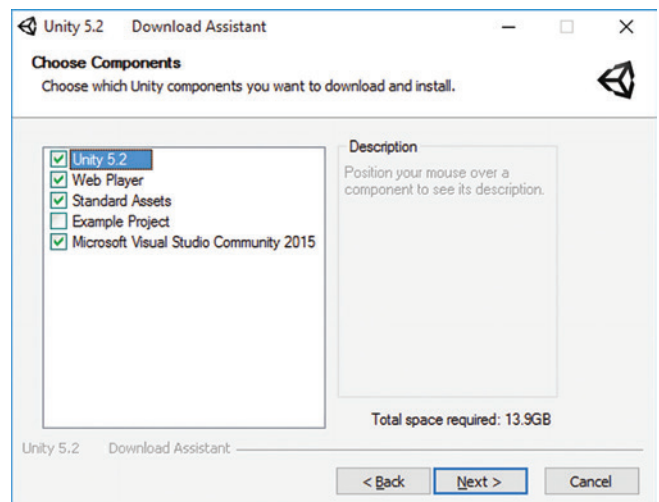 Unity 5.2 Download Assistant
Choose Components
Choose which Unity components you want to download and install.
Unity 5.2
Web Player
Standard Assets
Example Project
Microsoft Visual Studio Community 2015
Description
Position your mouse over a
component to see its description.
Total space required: 13.9GB
Unity 5.2 Download Assistant
< Back
Next >
Cancel